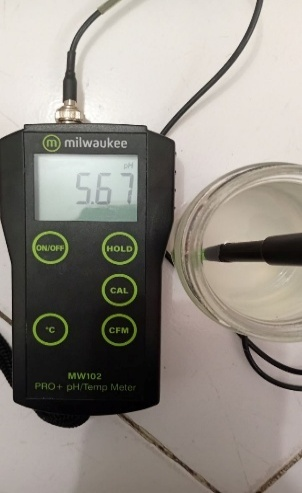 m milwaukee
pH
5.67
ON/OFF
HOLD
CAL
°C
CFM
MW102
PRO+ pH/Temp Meter